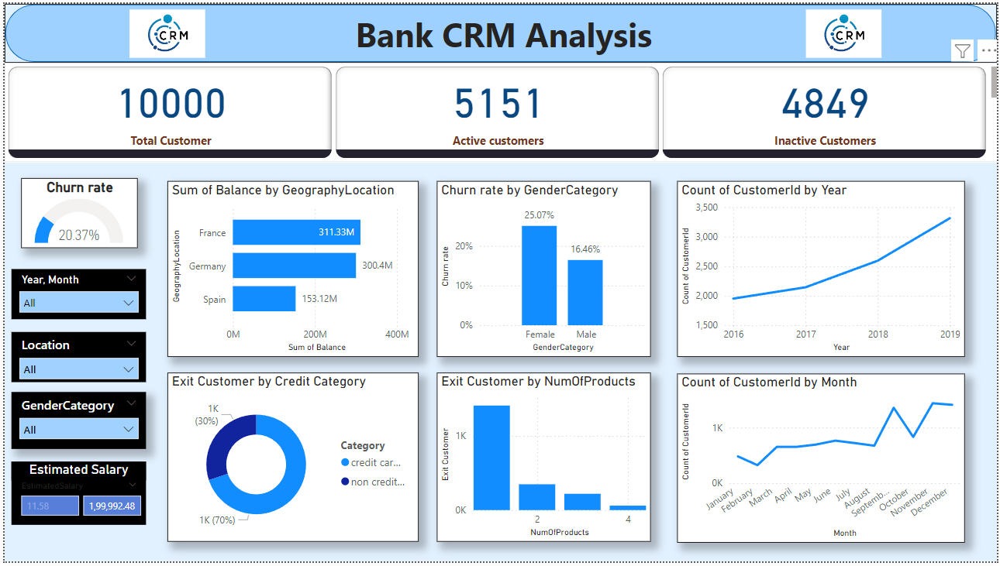 CRM
Bank CRM Analysis
CRM
10000
Total Customer
5151
Active customers
4849
Inactive Customers
Churn rate
20.37%
Year, Month
All
Location
All
GenderCategory
All
Estimated Salary
EstimatedSalary
11.58
1,99,992.48
Sum of Balance by GeographyLocation
GeographyLocation
France
311.33M
Germany
300.4M
Spain
153.12M
0M
200M
400M
Sum of Balance
Churn rate by GenderCategory
Churn rate
20%
10%
0%
25.07%
16.46%
Female
Male
GenderCategory
Count of CustomerId by Year
Count of CustomerId
3,500
3,000
2,500
2,000
1,500
2016
2017
2018
2019
Year
Exit Customer by Credit Category
1K
(30%)
1K (70%)
Category
credit car...
non credit...
Exit Customer by NumOfProducts
Exit Customer
1K
0K
2
4
NumOfProducts
Count of CustomerId by Month
Count of CustomerId
1K
0K
January
February
March
April
May
June
July
August
Septemb...
October
November
December
Month